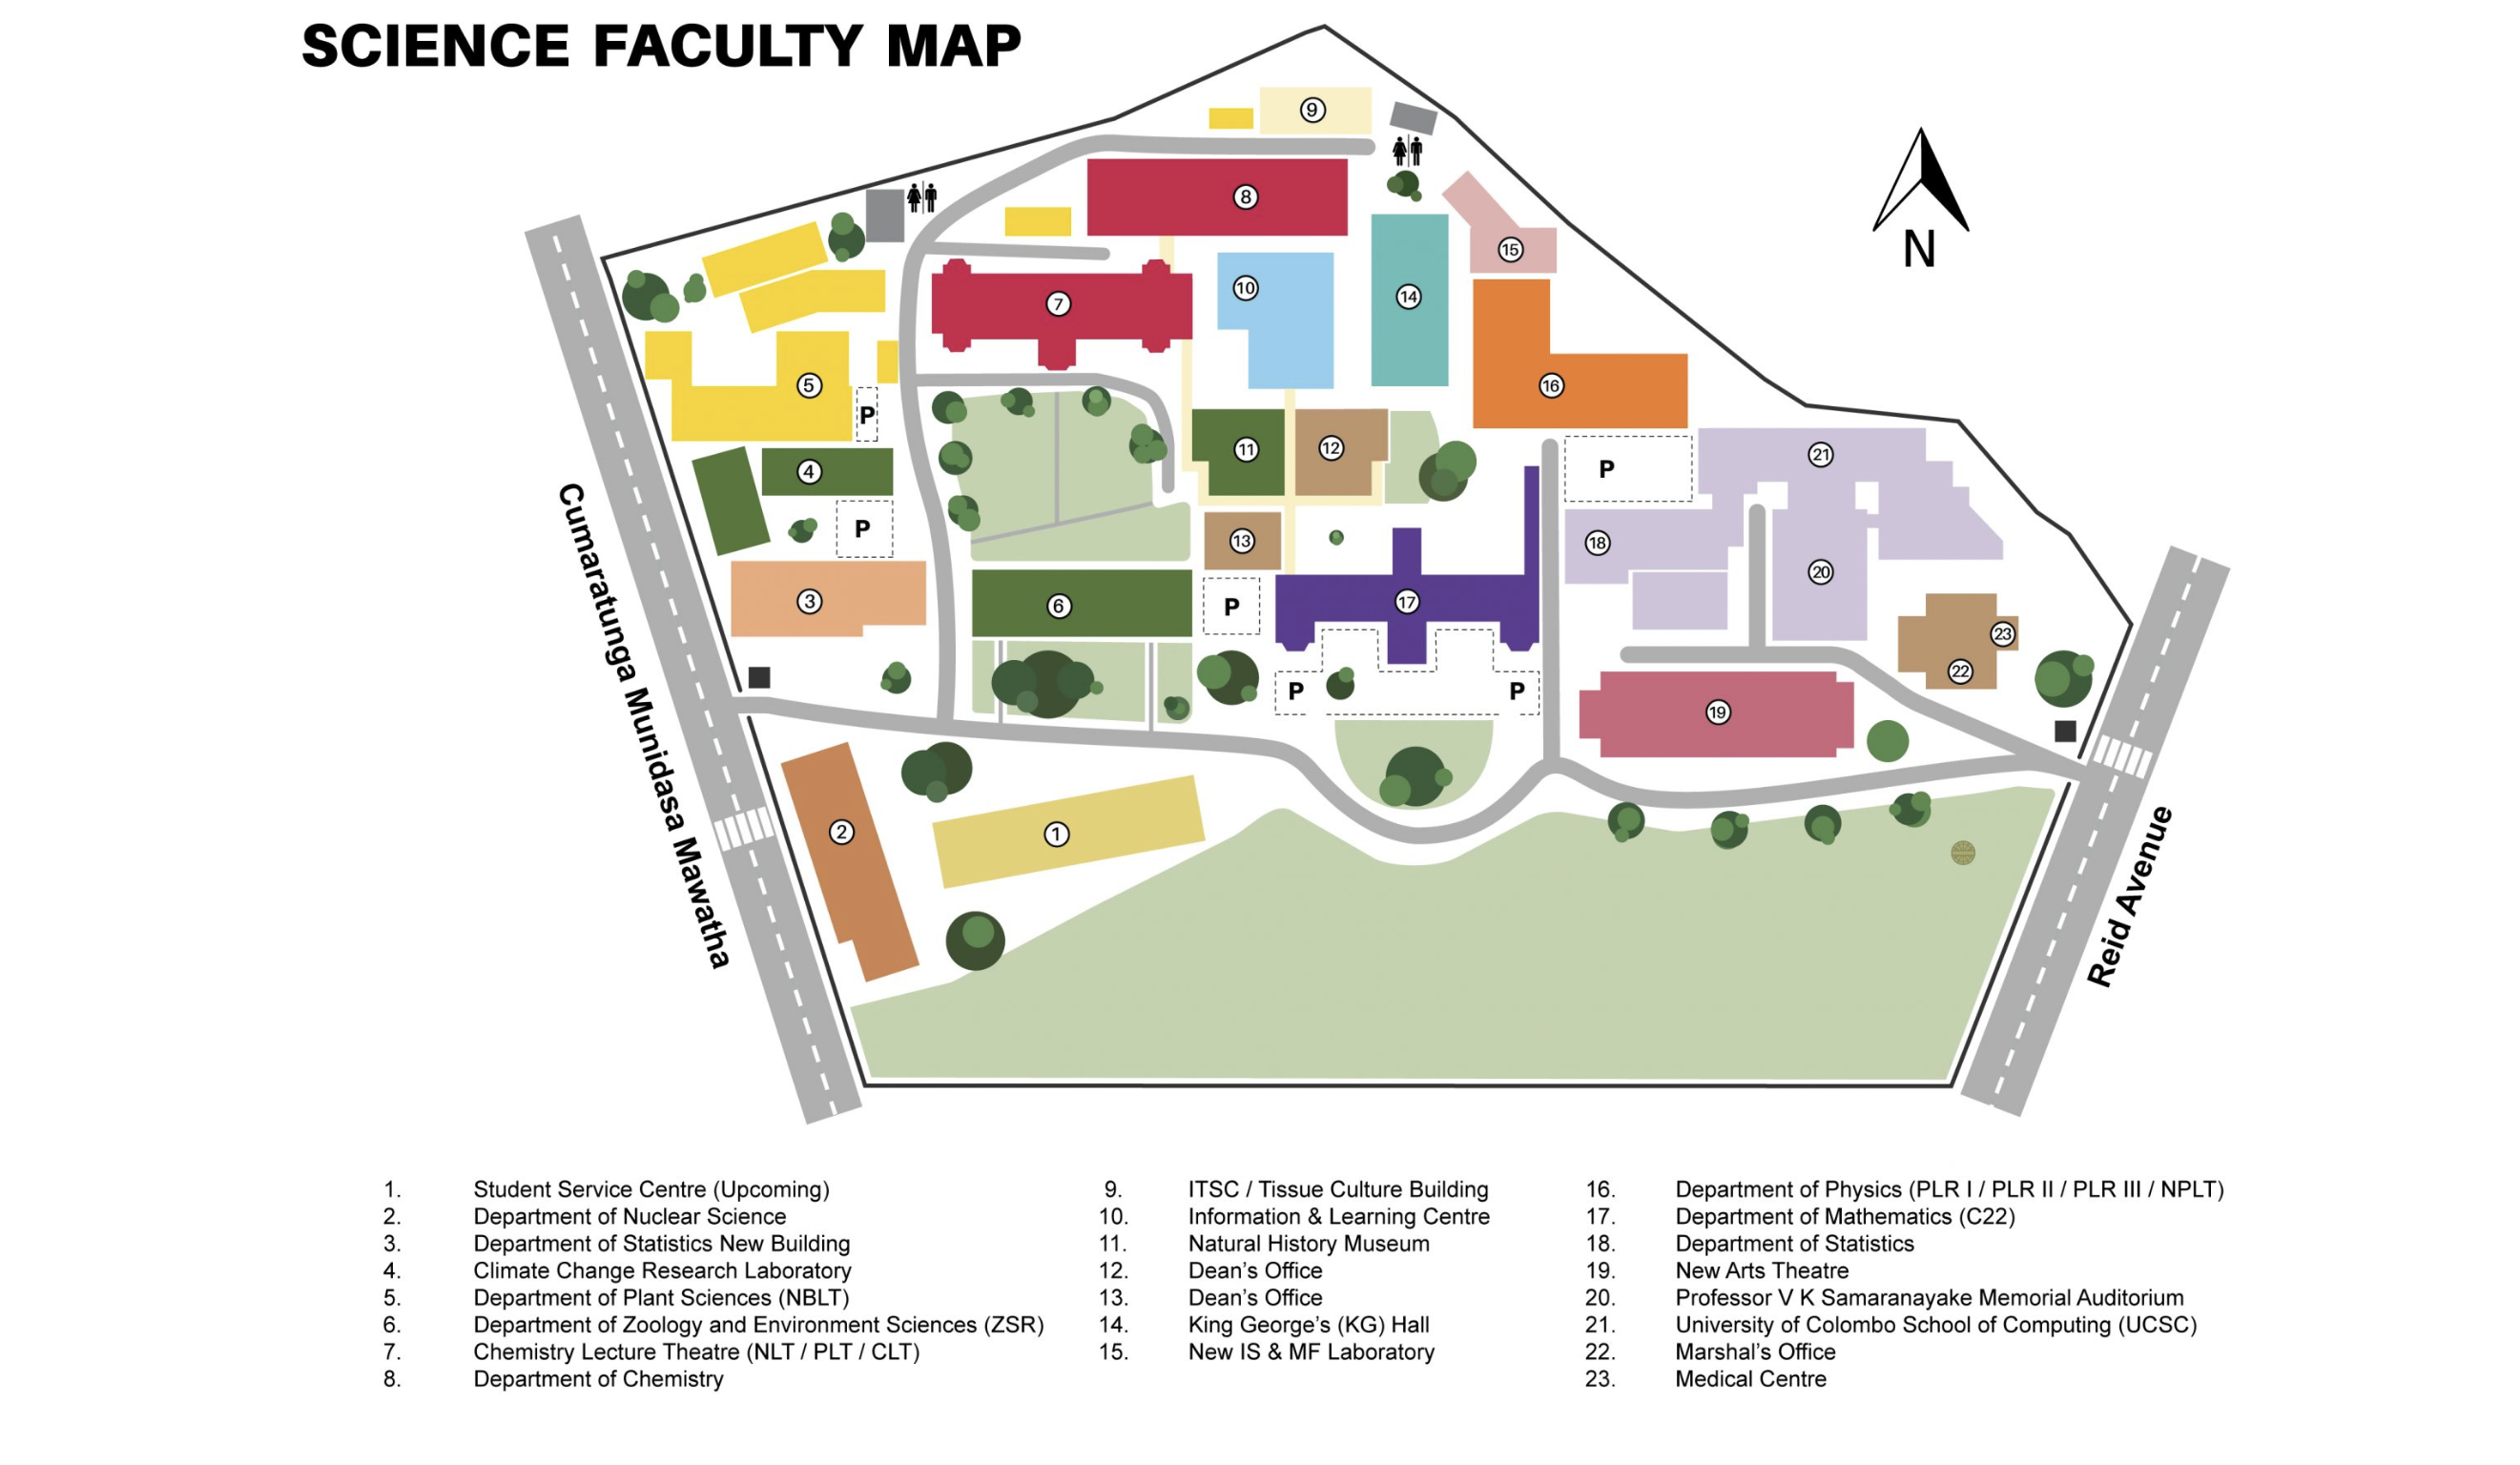 SCIENCE FACULTY MAP
9
8
N
15
10
14
7
5
16
P
11
12
21
4
P
P
13
18
20
3
6
P
17
23
22
P
P
19
2
1
Cumaratunga Munidasa Mawatha
Reid Avenue
1. Student Service Centre (Upcoming)
2. Department of Nuclear Science
3. Department of Statistics New Building
4. Climate Change Research Laboratory
5. Department of Plant Sciences (NBLT)
6. Department of Zoology and Environment Sciences (ZSR)
7. Chemistry Lecture Theatre (NLT / PLT / CLT)
8. Department of Chemistry
9. ITSC / Tissue Culture Building
10. Information & Learning Centre
11. Natural History Museum
12. Dean's Office
13. Dean's Office
14. King George's (KG) Hall
15. New IS & MF Laboratory
16. Department of Physics (PLR I / PLR II / PLR III / NPLT)
17. Department of Mathematics (C22)
18. Department of Statistics
19. New Arts Theatre
20. Professor V K Samaranayake Memorial Auditorium
21. University of Colombo School of Computing (UCSC)
22. Marshal's Office
23. Medical Centre